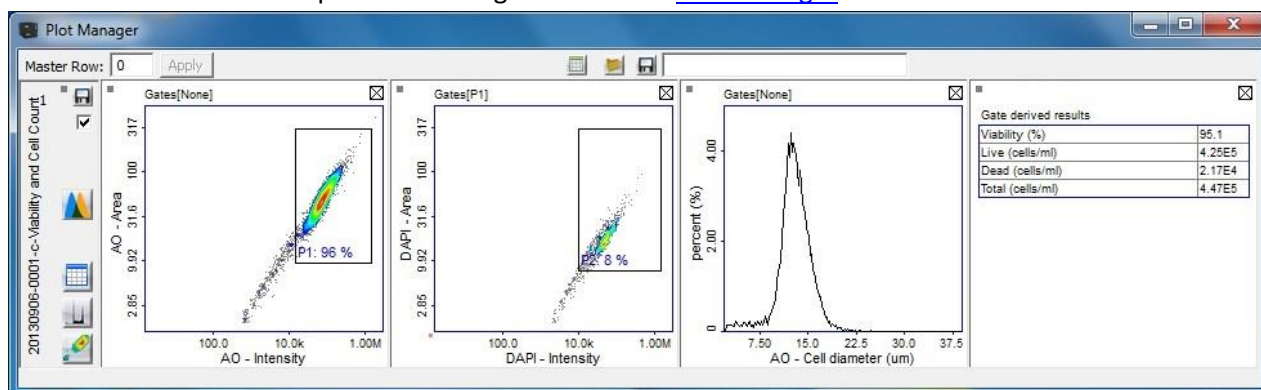 Plot Manager
Master Row: 0 Apply
20130906-0001-c-Viability and Cell Count1
Gates[None]
317
100
31.6
9.92
2.85
AO - Area
P1: 96 %
100.0 10.0k 1.00M
AO - Intensity
Gates[P1]
317
100
31.6
9.92
2.85
DAPI - Area
P2: 8 %
100.0 10.0k 1.00M
DAPI - Intensity
Gates[None]
4.00
2.00
0
percent (%)
7.50 15.0 22.5 30.0 37.5
AO - Cell diameter (um)
Gate derived results
Viability (%) 95.1
Live (cells/ml) 4.25E5
Dead (cells/ml) 2.17E4
Total (cells/ml) 4.47E5